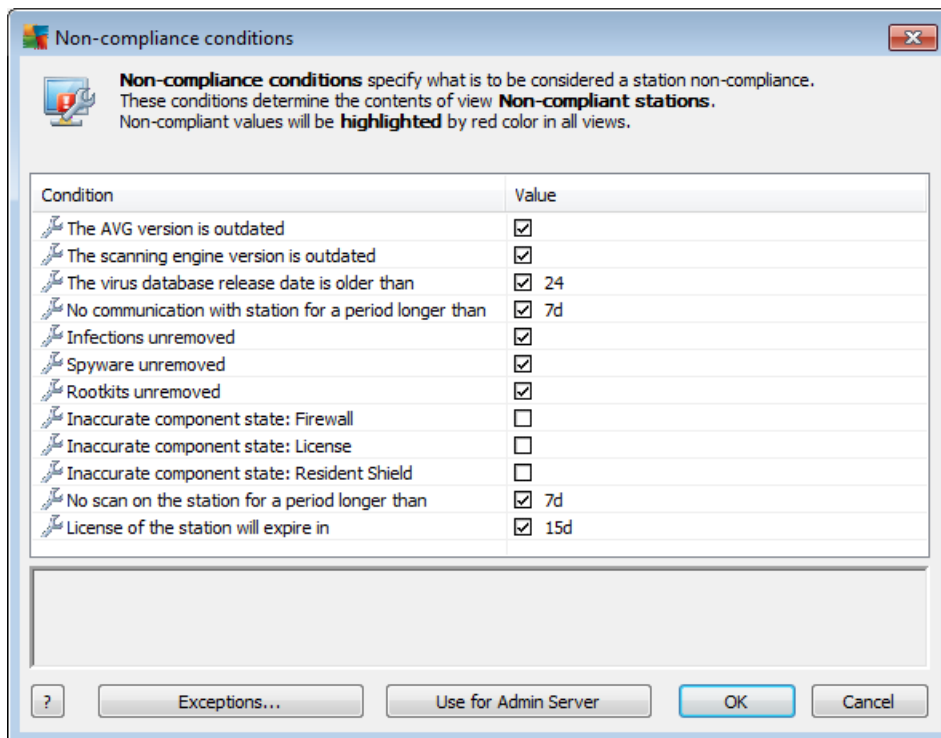 Non-compliance conditions
Non-compliance conditions specify what is to be considered a station non-compliance.
These conditions determine the contents of view Non-compliant stations.
Non-compliant values will be highlighted by red color in all views.
Condition Value
The AVG version is outdated
The scanning engine version is outdated
The virus database release date is older than 24
No communication with station for a period longer than 7d
Infections unremoved
Spyware unremoved
Rootkits unremoved
Inaccurate component state: Firewall
Inaccurate component state: License
Inaccurate component state: Resident Shield
No scan on the station for a period longer than 7d
License of the station will expire in 15d
? Exceptions... Use for Admin Server OK Cancel